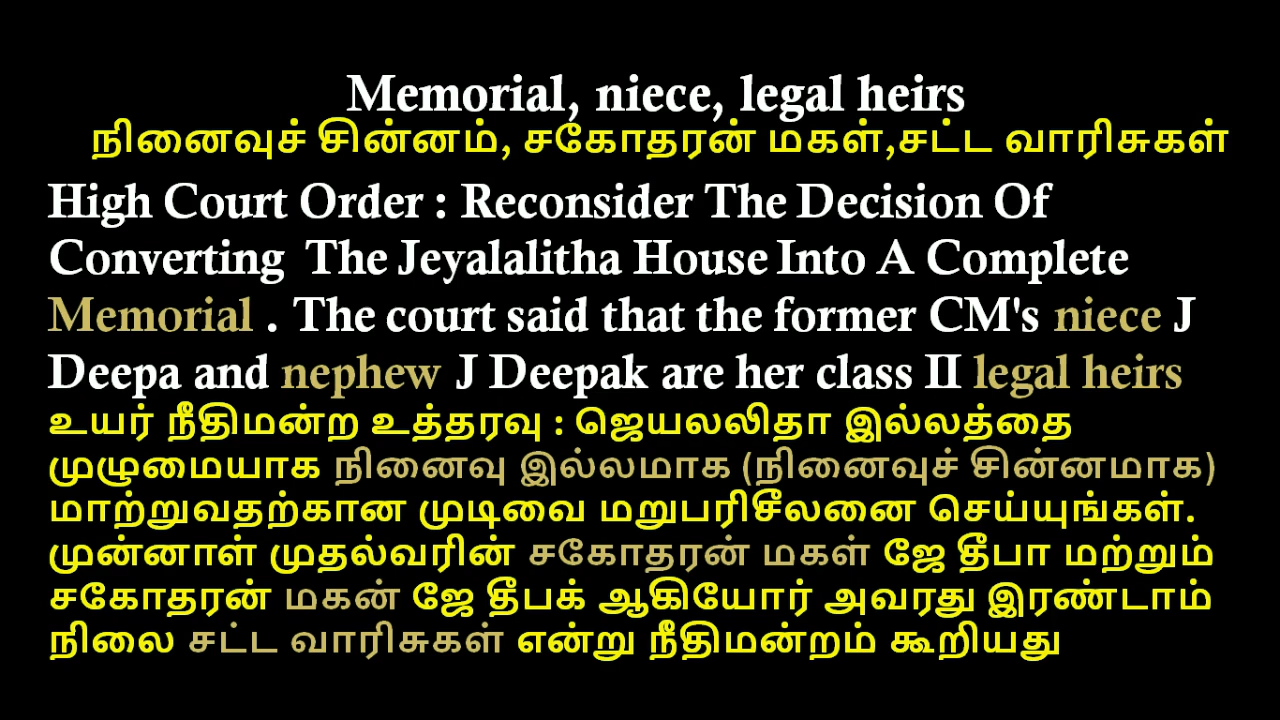 Memorial, niece, legal heirs
நினைவுச் சின்னம், சகோதரன் மகள்,சட்ட வாரிசுகள்
High Court Order : Reconsider The Decision Of
Converting The Jeyalalitha House Into A Complete
Memorial . The court said that the former CM's niece J
Deepa and nephew J Deepak are her class II legal heirs
உயர் நீதிமன்ற உத்தரவு : ஜெயலலிதா இல்லத்தை
முழுமையாக நினைவு இல்லமாக (நினைவுச் சின்னமாக)
மாற்றுவதற்கான முடிவை மறுபரிசீலனை செய்யுங்கள்.
முன்னாள் முதல்வரின் சகோதரன் மகள் ஜே தீபா மற்றும்
சகோதரன் மகன் ஜே தீபக் ஆகியோர் அவரது இரண்டாம்
நிலை சட்ட வாரிசுகள் என்று நீதிமன்றம் கூறியது